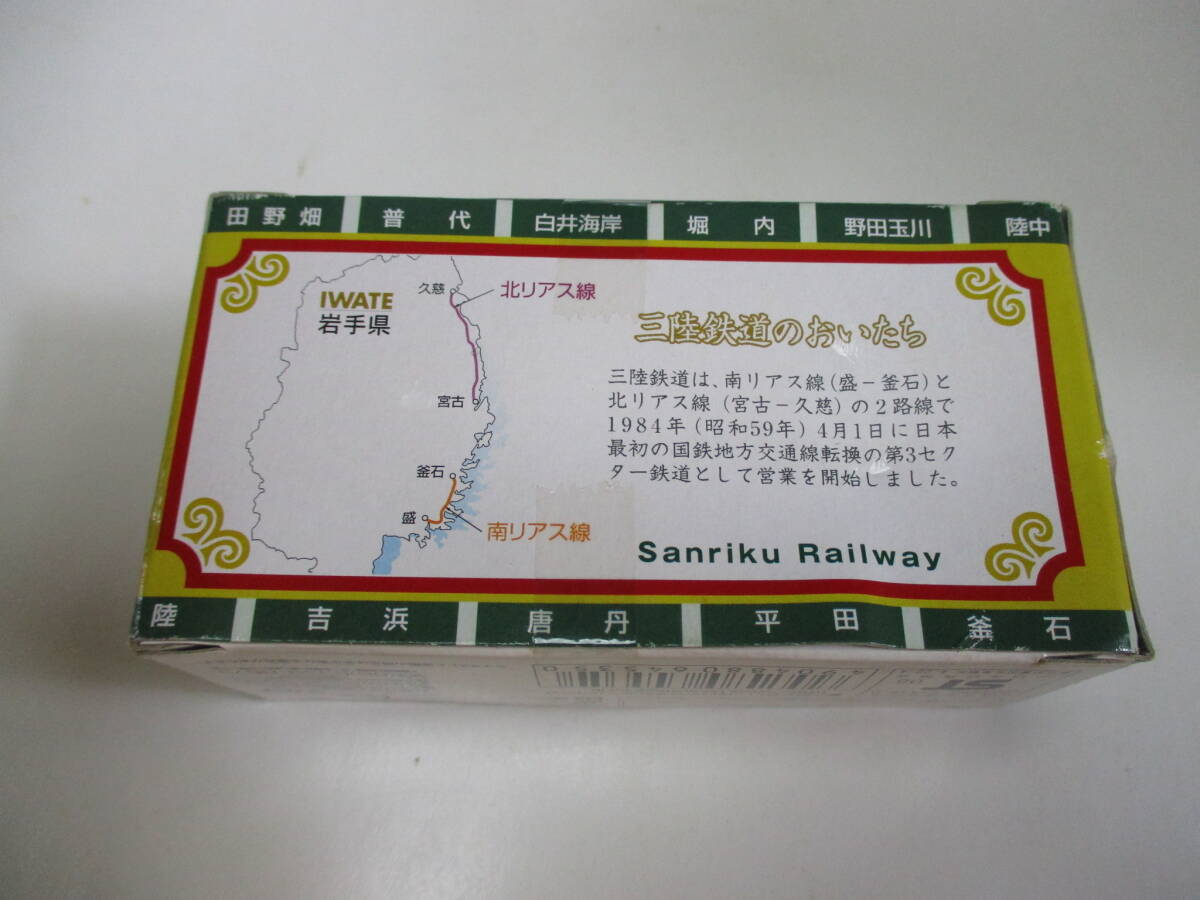 田野畑 普代 白井海岸 堀内 野田玉川 陸中
IWATE
岩手県
久慈
北リアス線
宮古
釜石
盛
南リアス線
三陸鉄道のおいたち
三陸鉄道は、南リアス線(盛－釜石)と
北リアス線(宮古－久慈)の2路線で
1984年(昭和59年)4月1日に日本
最初の国鉄地方交通線転換の第3セク
ター鉄道として営業を開始しました。
Sanriku Railway
陸 吉浜 唐丹 平田 釜石
ST